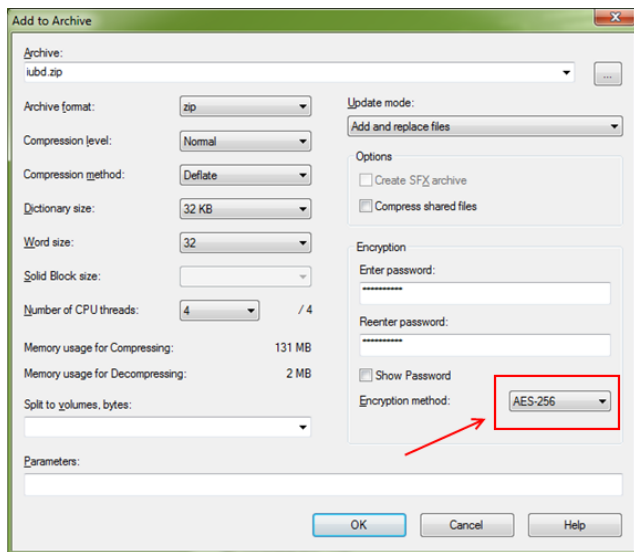 Add to Archive
Archive:
iubd.zip
...
Archive format:
zip
Compression level:
Normal
Compression method:
Deflate
Dictionary size:
32 KB
Word size:
32
Solid Block size:
Number of CPU threads:
4
/ 4
Memory usage for Compressing:
131 MB
Memory usage for Decompressing:
2 MB
Split to volumes, bytes:
Parameters:
Update mode:
Add and replace files
Options
Create SFX archive
Compress shared files
Encryption
Enter password:
**********
Reenter password:
**********
Show Password
Encryption method:
AES-256
OK
Cancel
Help